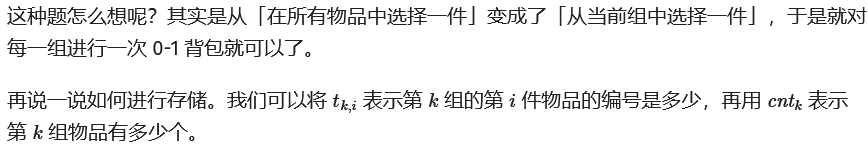 这种题怎么想呢？其实是从「在所有物品中选择一件」变成了「从当前组中选择一件」，于是就对
每一组进行一次 0-1 背包就可以了。
再说一说如何进行存储。我们可以将 t_{k,i} 表示第 k 组的第 i 件物品的编号是多少，再用 cnt_k 表示
第 k 组物品有多少个。